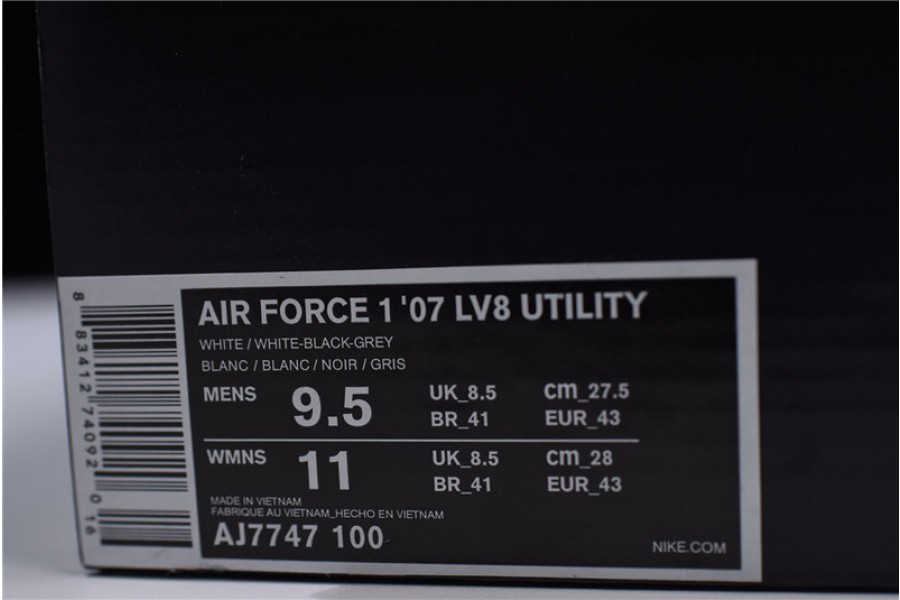 AIR FORCE 1 '07 LV8 UTILITY
WHITE / WHITE-BLACK-GREY
BLANC / BLANC / NOIR / GRIS
MENS 9.5 UK_8.5 cm_27.5
BR_41 EUR_43
WMNS 11 UK_8.5 cm_28
BR_41 EUR_43
MADE IN VIETNAM
FABRIQUE AU VIETNAM_HECHO EN VIETNAM
AJ7747 100
NIKE.COM
8 83412 74092 0 16